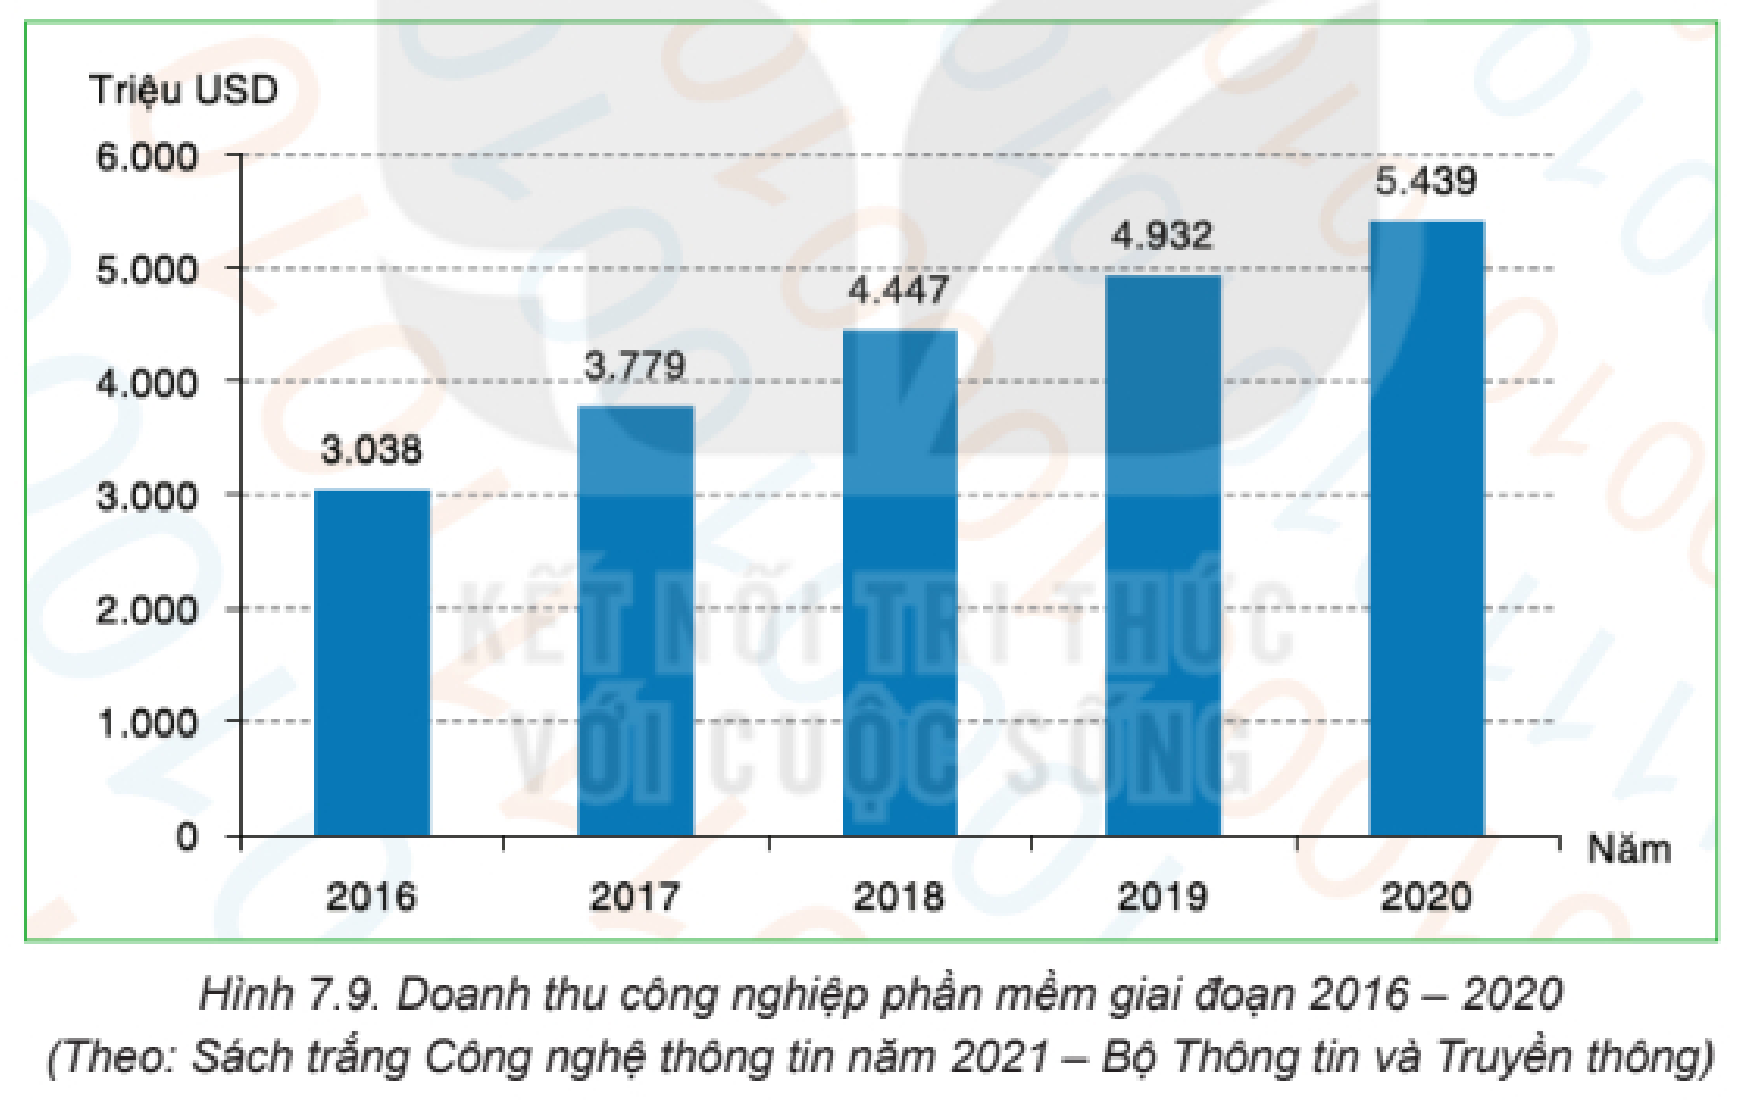 Triệu USD
6.000
5.000
4.000
3.000
2.000
1.000
0
3.038
3.779
4.447
4.932
5.439
2016
2017
2018
2019
2020
Năm
KẾT NỐI TRI THỨC
VỚI CUỘC SỐNG
Hình 7.9. Doanh thu công nghiệp phần mềm giai đoạn 2016 – 2020
(Theo: Sách trắng Công nghệ thông tin năm 2021 – Bộ Thông tin và Truyền thông)